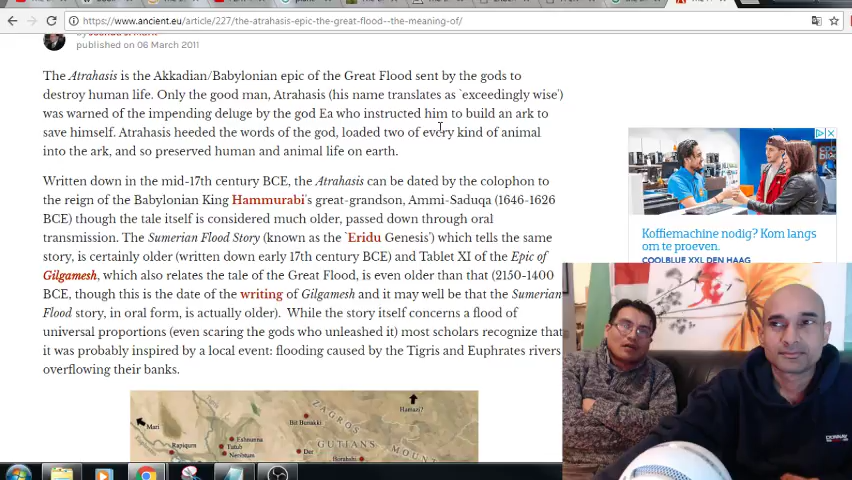 https://www.ancient.eu/article/227/the-atrahasis-epic-the-great-flood--the-meaning-of/
published on 06 March 2011
The Atrahasis is the Akkadian/Babylonian epic of the Great Flood sent by the gods to
destroy human life. Only the good man, Atrahasis (his name translates as `exceedingly wise')
was warned of the impending deluge by the god Ea who instructed him to build an ark to
save himself. Atrahasis heeded the words of the god, loaded two of every kind of animal
into the ark, and so preserved human and animal life on earth.
Written down in the mid-17th century BCE, the Atrahasis can be dated by the colophon to
the reign of the Babylonian King Hammurabi's great-grandson, Ammi-Saduqa (1646-1626
BCE) though the tale itself is considered much older, passed down through oral
transmission. The Sumerian Flood Story (known as the `Eridu Genesis') which tells the same
story, is certainly older (written down early 17th century BCE) and Tablet XI of the Epic of
Gilgamesh, which also relates the tale of the Great Flood, is even older than that (2150-1400
BCE, though this is the date of the writing of Gilgamesh and it may well be that the Sumerian
Flood story, in oral form, is actually older). While the story itself concerns a flood of
universal proportions (even scaring the gods who unleashed it) most scholars recognize that
it was probably inspired by a local event: flooding caused by the Tigris and Euphrates rivers
overflowing their banks.
Koffiemachine nodig? Kom langs
om te proeven.
COOLBLUE XXL DEN HAAG
Mari
Rapiqum
Eshnunna
Tutub
Bit Bunakki
Der
ZAGROS
GUTIANS
MOUNT
Hamazi?